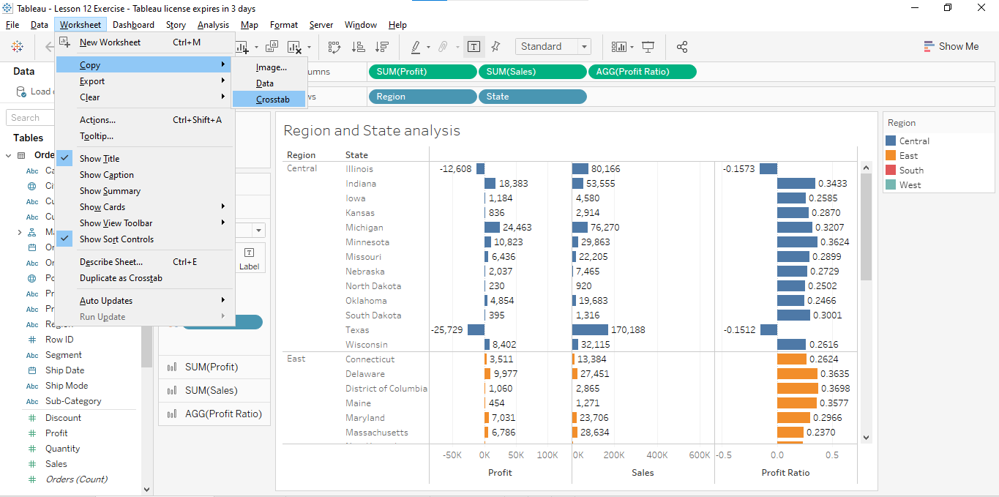 Tableau - Lesson 12 Exercise - Tableau license expires in 3 days
File Data Worksheet Dashboard Story Analysis Map Format Server Window Help
Standard
Show Me
New Worksheet Ctrl+M
Copy
Export
Clear
Actions... Ctrl+Shift+A
Tooltip...
Show Title
Show Caption
Show Summary
Show Cards
Show View Toolbar
Show Sort Controls
Describe Sheet... Ctrl+E
Duplicate as Crosstab
Auto Updates
Run Update
Image...
Data
Crosstab
Data
Load
Search
Tables
Orde
Abc Ca
Ci
Abc Cu
Abc Cu
Ma
Or
Abc Or
Po
Abc Pr
Abc Pr
Abc Region
Row ID
Abc Segment
Ship Date
Abc Ship Mode
Abc Sub-Category
Discount
Profit
Quantity
Sales
Orders (Count)
Label
SUM(Profit)
SUM(Sales)
AGG(Profit Ratio)
umns SUM(Profit) SUM(Sales) AGG(Profit Ratio)
ws Region State
Region and State analysis
Region State
Central Illinois -12,608 80,166 -0.1573
Indiana 18,383 53,555 0.3433
Iowa 1,184 4,580 0.2585
Kansas 836 2,914 0.2870
Michigan 24,463 76,270 0.3207
Minnesota 10,823 29,863 0.3624
Missouri 6,436 22,205 0.2899
Nebraska 2,037 7,465 0.2729
North Dakota 230 920 0.2502
Oklahoma 4,854 19,683 0.2466
South Dakota 395 1,316 0.3001
Texas -25,729 170,188 -0.1512
Wisconsin 8,402 32,115 0.2616
East Connecticut 3,511 13,384 0.2624
Delaware 9,977 27,451 0.3635
District of Columbia 1,060 2,865 0.3698
Maine 454 1,271 0.3577
Maryland 7,031 23,706 0.2966
Massachusetts 6,786 28,634 0.2370
-50K 0K 50K 100K 0K 200K 400K 600K -0.5 0.0 0.5
Profit Sales Profit Ratio
Region
Central
East
South
West